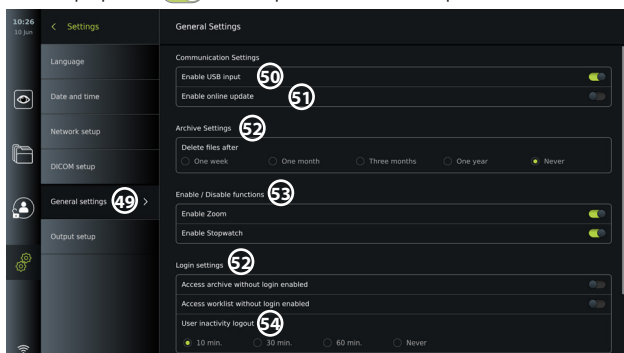 10:26
10 Jun
Settings
General Settings
Language
Date and time
Network setup
DICOM setup
General settings 49
Output setup
Communication Settings
Enable USB input 50
Enable online update 51
Archive Settings 52
Delete files after
One week One month Three months One year Never
Enable / Disable functions 53
Enable Zoom
Enable Stopwatch
Login settings 52
Access archive without login enabled
Access worklist without login enabled
User inactivity logout 54
10 min. 30 min. 60 min. Never